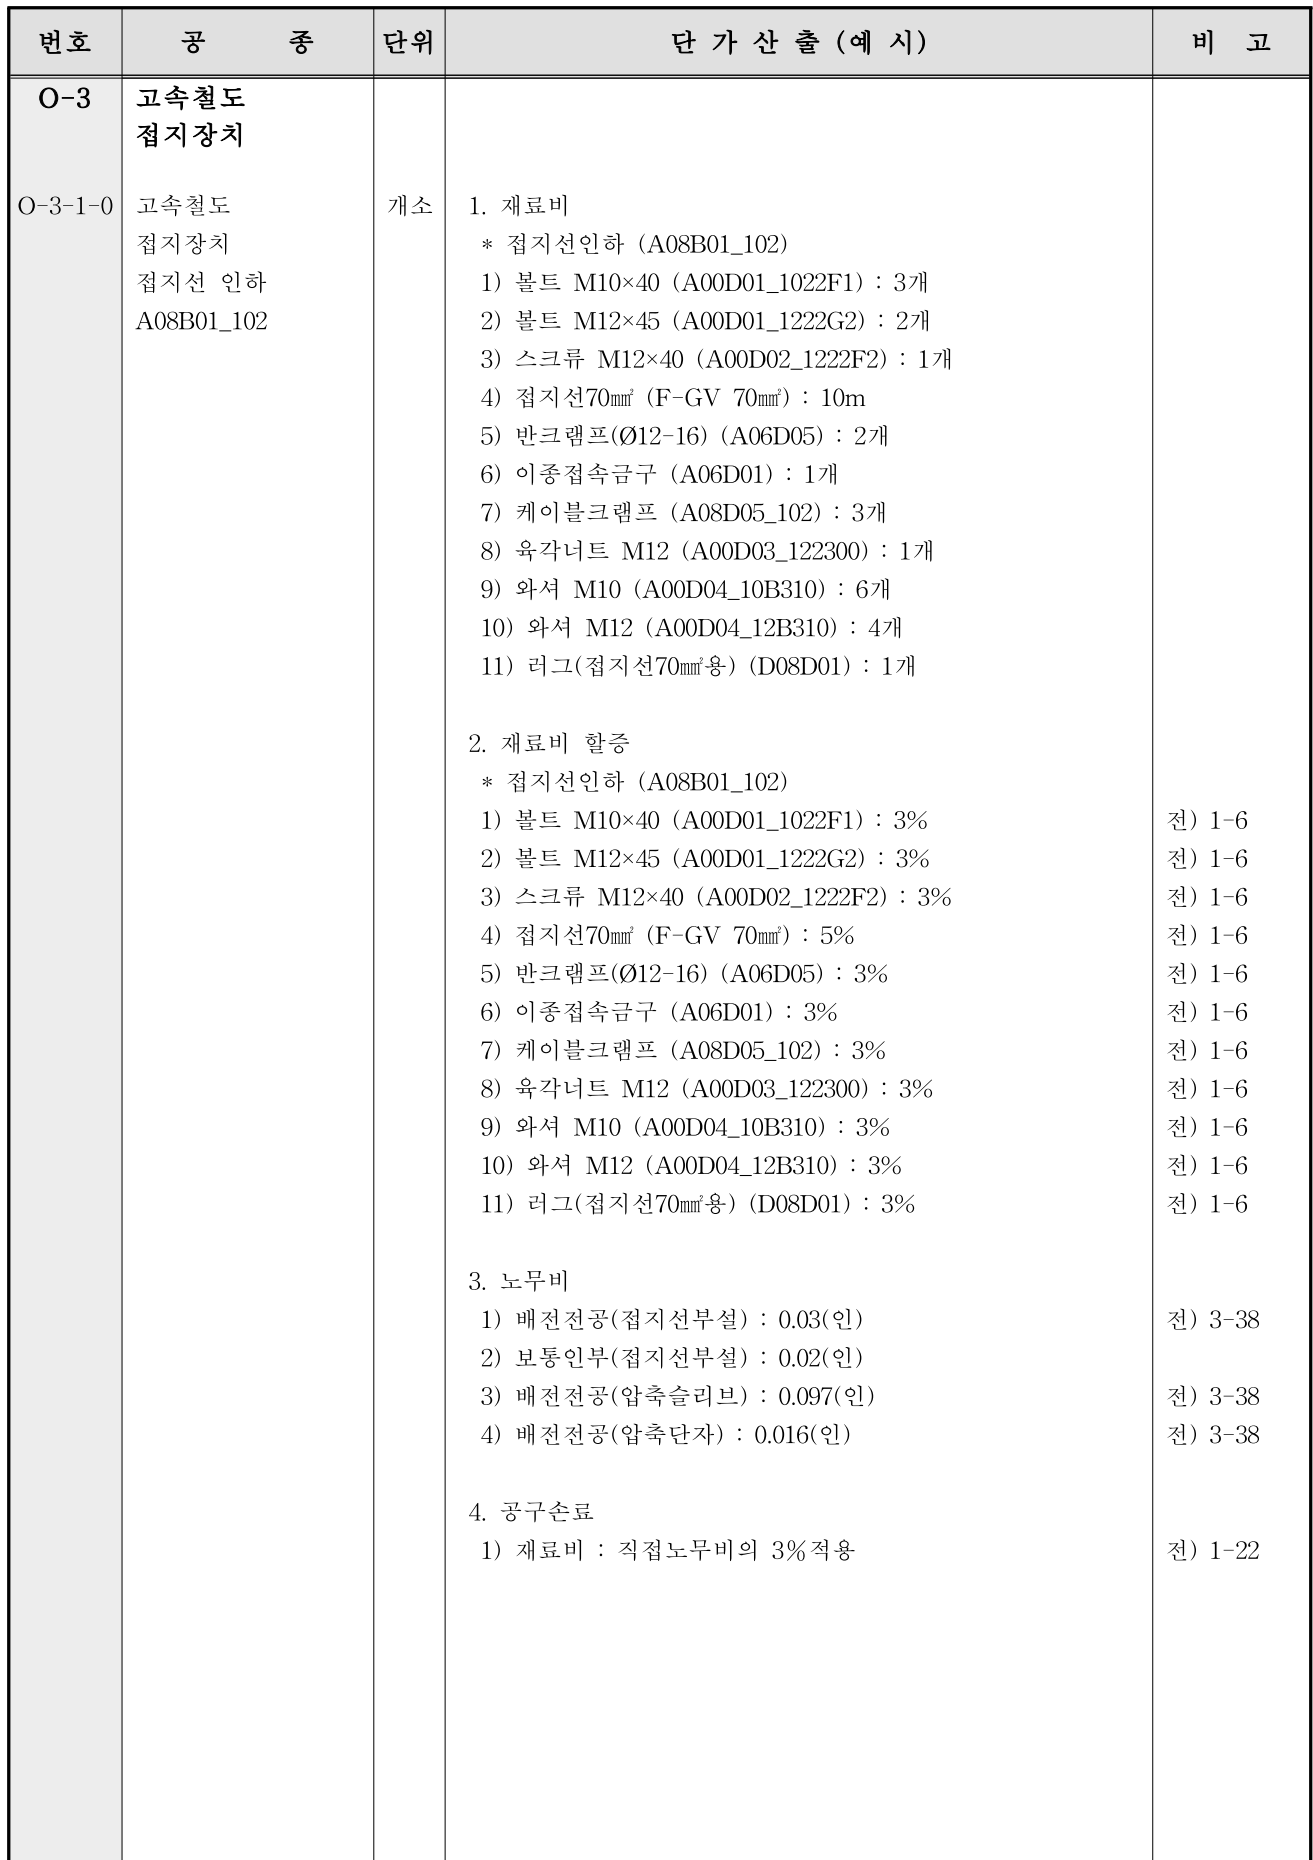 번호 공 종 단위 단 가 산 출 (예 시) 비 고
O-3 고속철도
접지장치
O-3-1-0 고속철도 개소 1. 재료비
접지장치 * 접지선인하 (A08B01_102)
접지선 인하 1) 볼트 M10×40 (A00D01_1022F1) : 3개
A08B01_102 2) 볼트 M12×45 (A00D01_1222G2) : 2개
3) 스크류 M12×40 (A00D02_1222F2) : 1개
4) 접지선70㎟ (F-GV 70㎟) : 10m
5) 반크램프(Ø12-16) (A06D05) : 2개
6) 이종접속금구 (A06D01) : 1개
7) 케이블크램프 (A08D05_102) : 3개
8) 육각너트 M12 (A00D03_122300) : 1개
9) 와셔 M10 (A00D04_10B310) : 6개
10) 와셔 M12 (A00D04_12B310) : 4개
11) 러그(접지선70㎟용) (D08D01) : 1개
2. 재료비 할증
* 접지선인하 (A08B01_102)
1) 볼트 M10×40 (A00D01_1022F1) : 3% 전) 1-6
2) 볼트 M12×45 (A00D01_1222G2) : 3% 전) 1-6
3) 스크류 M12×40 (A00D02_1222F2) : 3% 전) 1-6
4) 접지선70㎟ (F-GV 70㎟) : 5% 전) 1-6
5) 반크램프(Ø12-16) (A06D05) : 3% 전) 1-6
6) 이종접속금구 (A06D01) : 3% 전) 1-6
7) 케이블크램프 (A08D05_102) : 3% 전) 1-6
8) 육각너트 M12 (A00D03_122300) : 3% 전) 1-6
9) 와셔 M10 (A00D04_10B310) : 3% 전) 1-6
10) 와셔 M12 (A00D04_12B310) : 3% 전) 1-6
11) 러그(접지선70㎟용) (D08D01) : 3% 전) 1-6
3. 노무비
1) 배전전공(접지선부설) : 0.03(인) 전) 3-38
2) 보통인부(접지선부설) : 0.02(인)
3) 배전전공(압축슬리브) : 0.097(인) 전) 3-38
4) 배전전공(압축단자) : 0.016(인) 전) 3-38
4. 공구손료
1) 재료비 : 직접노무비의 3%적용 전) 1-22